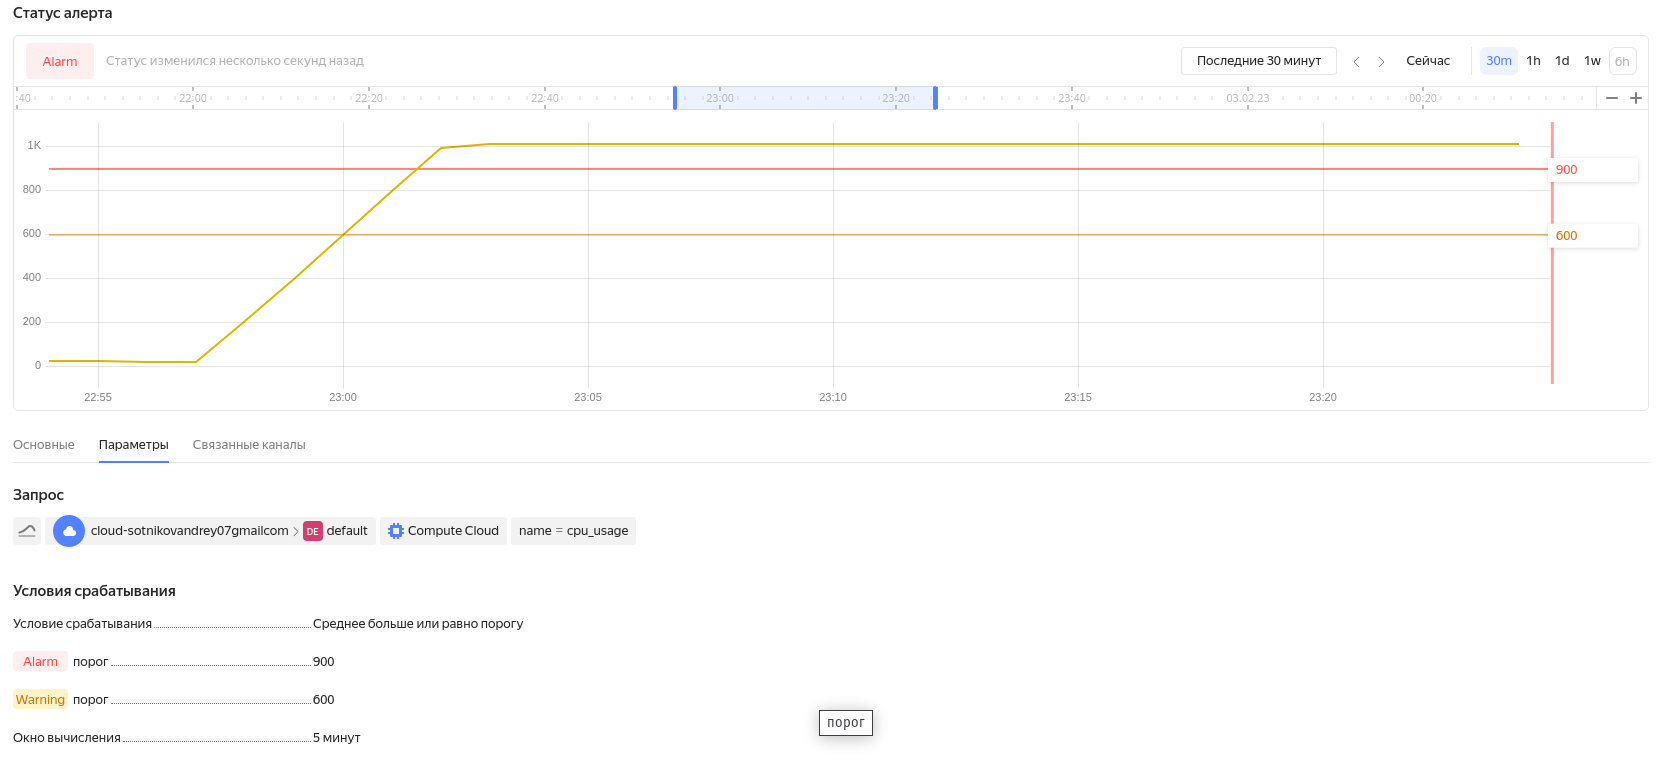 Статус алерта
Alarm Статус изменился несколько секунд назад Последние 30 минут Сейчас 30m 1h 1d 1w 6h
:40 22:00 22:20 22:40 23:00 23:20 23:40 03.02.23 00:20 − +
1K
900
800
600
600
400
200
0
22:55 23:00 23:05 23:10 23:15 23:20
Основные Параметры Связанные каналы
Запрос
cloud-sotnikovandrey07gmailcom > DE default Compute Cloud name = cpu_usage
Условия срабатывания
Условие срабатывания Среднее больше или равно порогу
Alarm порог 900
Warning порог 600
порог
Окно вычисления 5 минут